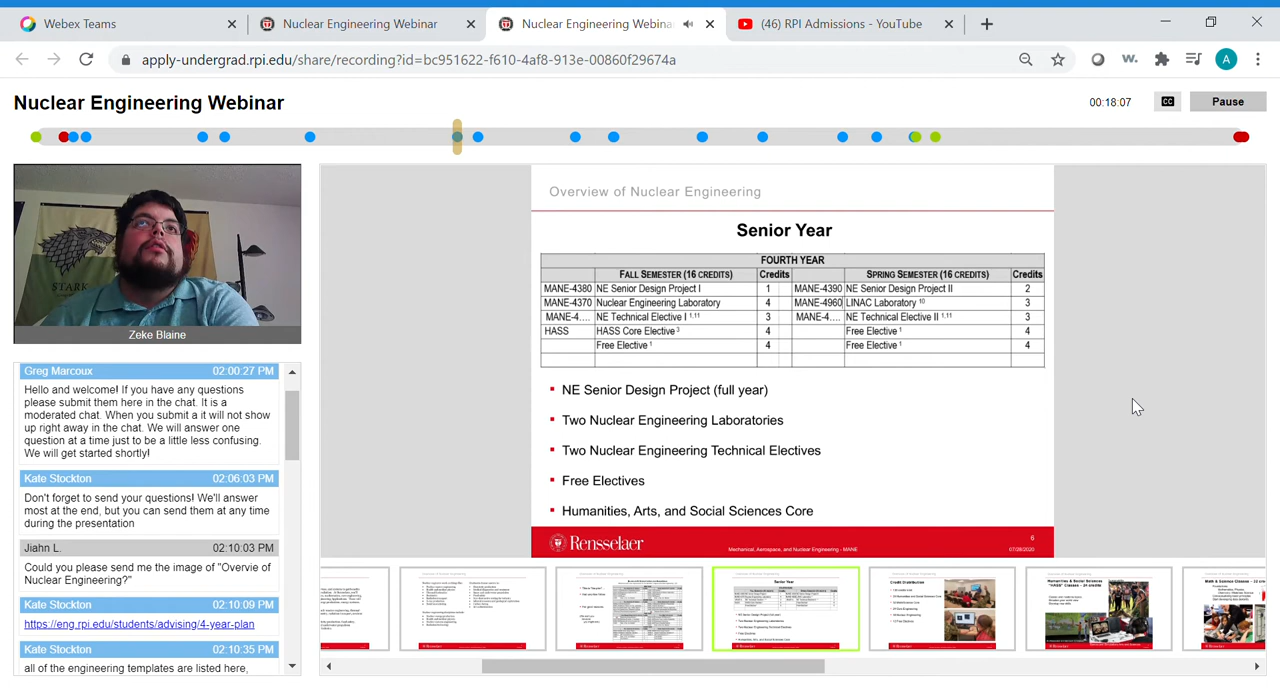 Webex Teams
Nuclear Engineering Webinar
Nuclear Engineering Webina
(46) RPI Admissions - YouTube
apply-undergrad.rpi.edu/share/recording?id=bc951622-f610-4af8-913e-00860f29674a
W.
A
Nuclear Engineering Webinar
00:18:07
CC
Pause
STARK
Zeke Blaine
Greg Marcoux 02:00:27 PM
Hello and welcome! If you have any questions
please submit them here in the chat. It is a
moderated chat. When you submit a it will not show
up right away in the chat. We will answer one
question at a time just to be a little less confusing.
We will get started shortly!
Kate Stockton 02:06:03 PM
Don't forget to send your questions! We'll answer
most at the end, but you can send them at any time
during the presentation
Jiahn L. 02:10:03 PM
Could you please send me the image of "Overvie of
Nuclear Engineering?"
Kate Stockton 02:10:09 PM
https://eng.rpi.edu/students/advising/4-year-plan
Kate Stockton 02:10:35 PM
all of the engineering templates are listed here,
Overview of Nuclear Engineering
Senior Year
FOURTH YEAR
FALL SEMESTER (16 CREDITS) Credits SPRING SEMESTER (16 CREDITS) Credits
MANE-4380 NE Senior Design Project I 1 MANE-4390 NE Senior Design Project II 2
MANE-4370 Nuclear Engineering Laboratory 4 MANE-4960 LINAC Laboratory 10 3
MANE-4.... NE Technical Elective I 1,11 3 MANE-4.... NE Technical Elective II 1,11 3
HASS HASS Core Elective 3 4 Free Elective 1 4
Free Elective 1 4 Free Elective 1 4
▪ NE Senior Design Project (full year)
▪ Two Nuclear Engineering Laboratories
▪ Two Nuclear Engineering Technical Electives
▪ Free Electives
▪ Humanities, Arts, and Social Sciences Core
Rensselaer
Mechanical, Aerospace, and Nuclear Engineering - MANE
6
07/28/2020
Senior Year
Credit Distribution
Humanities & Social Sciences